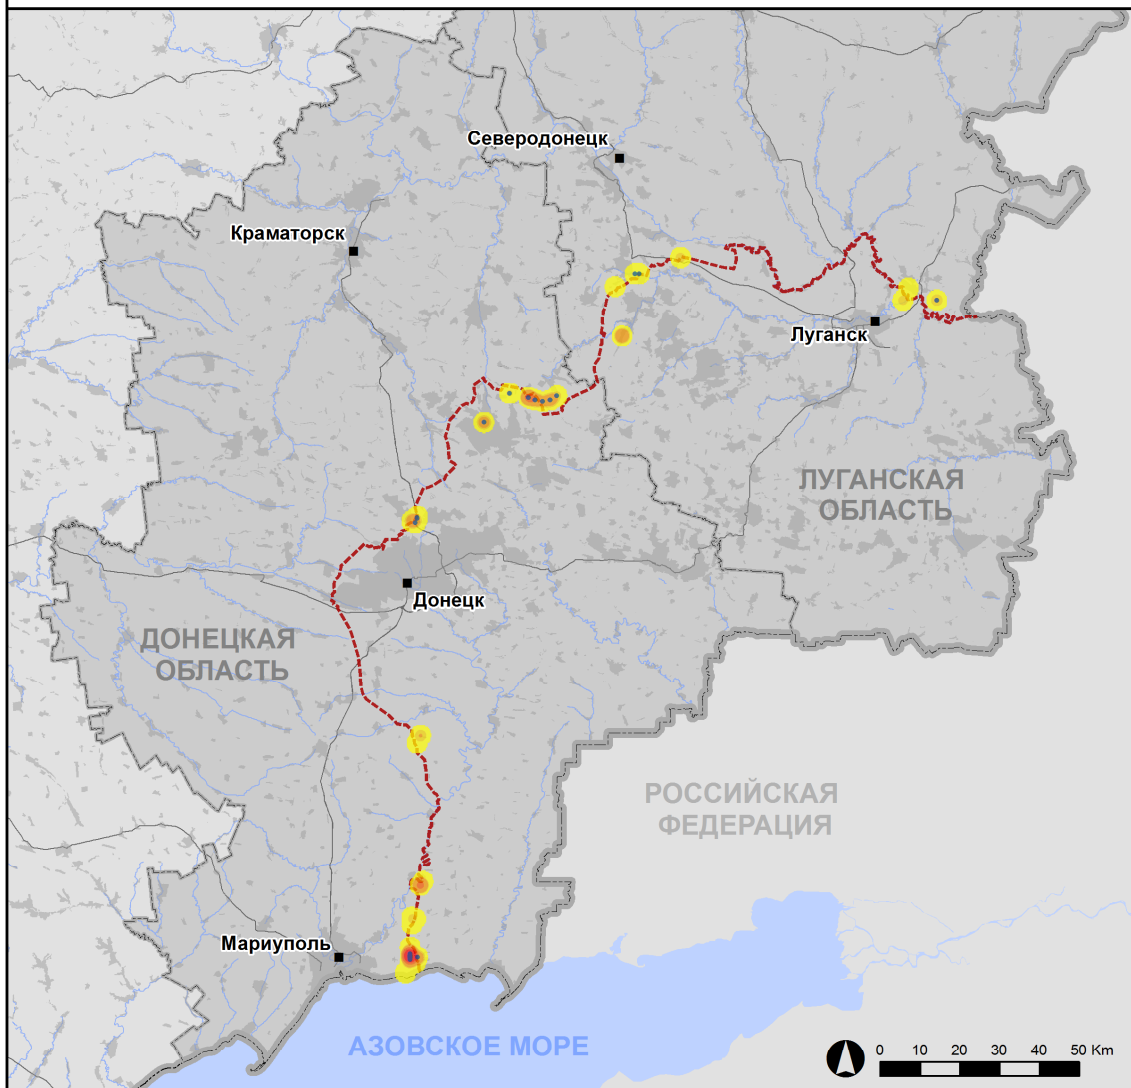 Северодонецк
Краматорск
Луганск
ЛУГАНСКАЯ
ОБЛАСТЬ
Донецк
ДОНЕЦКАЯ
ОБЛАСТЬ
РОССИЙСКАЯ
ФЕДЕРАЦИЯ
Мариуполь
АЗОВСКОЕ МОРЕ
0 10 20 30 40 50 Km